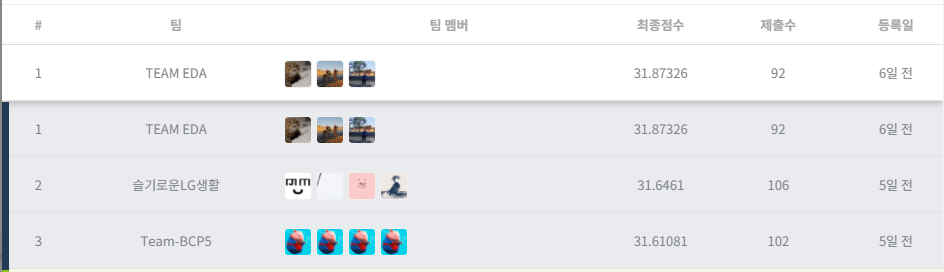 # 팀 팀 멤버 최종점수 제출수 등록일
1 TEAM EDA 31.87326 92 6일 전
1 TEAM EDA 31.87326 92 6일 전
2 슬기로운LG생활 31.6461 106 5일 전
3 Team-BCP5 31.61081 102 5일 전